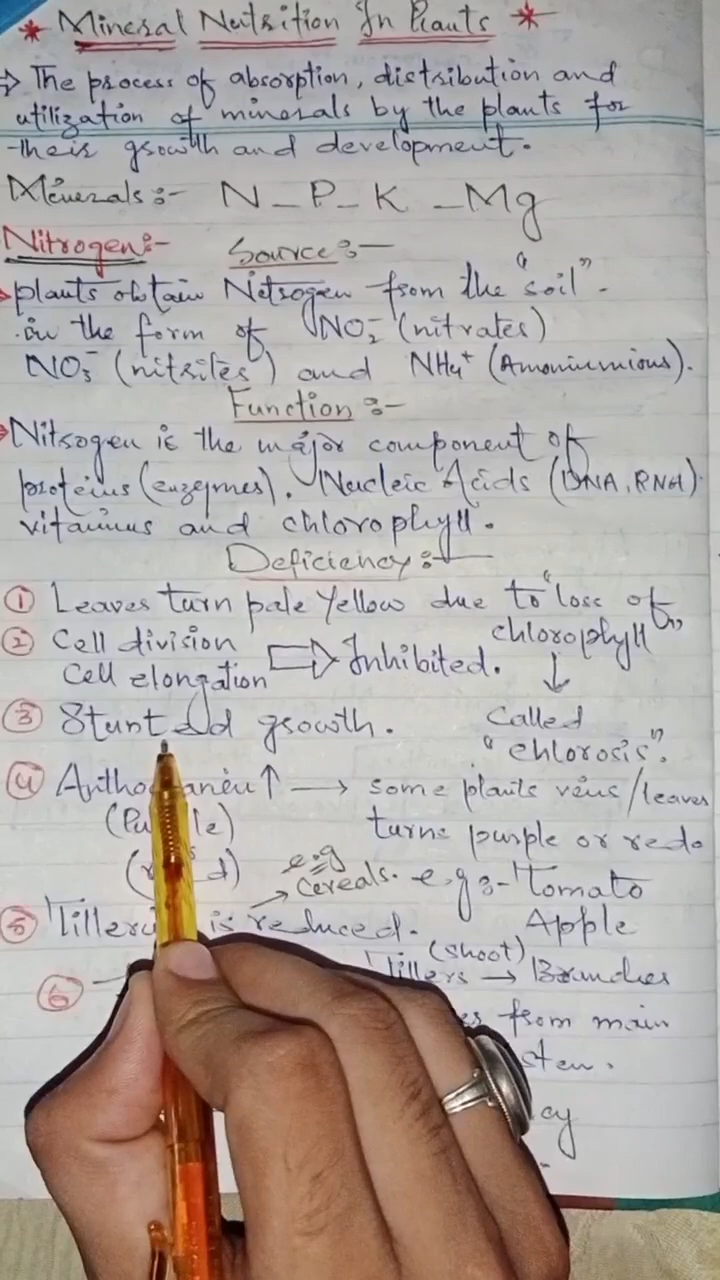 * Mineral Nutrition In Plants *
→ The process of absorption, distribution and
utilization of minerals by the plants for
their growth and development.
Minerals:- N - P - K - Mg
Nitrogen:- Source:-
plants obtain Nitrogen from the "soil".
in the form of NO2- (nitrates)
NO3- (nitrites) and NH4+ (Amoniumious).
Function:-
Nitrogen is the major component of
proteins (enzymes). Nucleic Acids (DNA, RNA)
vitamins and chlorophyll.
Deficiency:-
① Leaves turn pale Yellow due to "loss of
chlorophyll"
② Cell division
Cell elongation ⇒ Inhibited.
↓
③ Stunted growth. Called
"chlorosis".
④ ↑ → some plants veins/leaves
turns purple or red.
e.g
→ Cereals. e.g:- Tomato
Apple
⑤ is reduced.
(shoot)
Tillers → Branches
⑥ from main